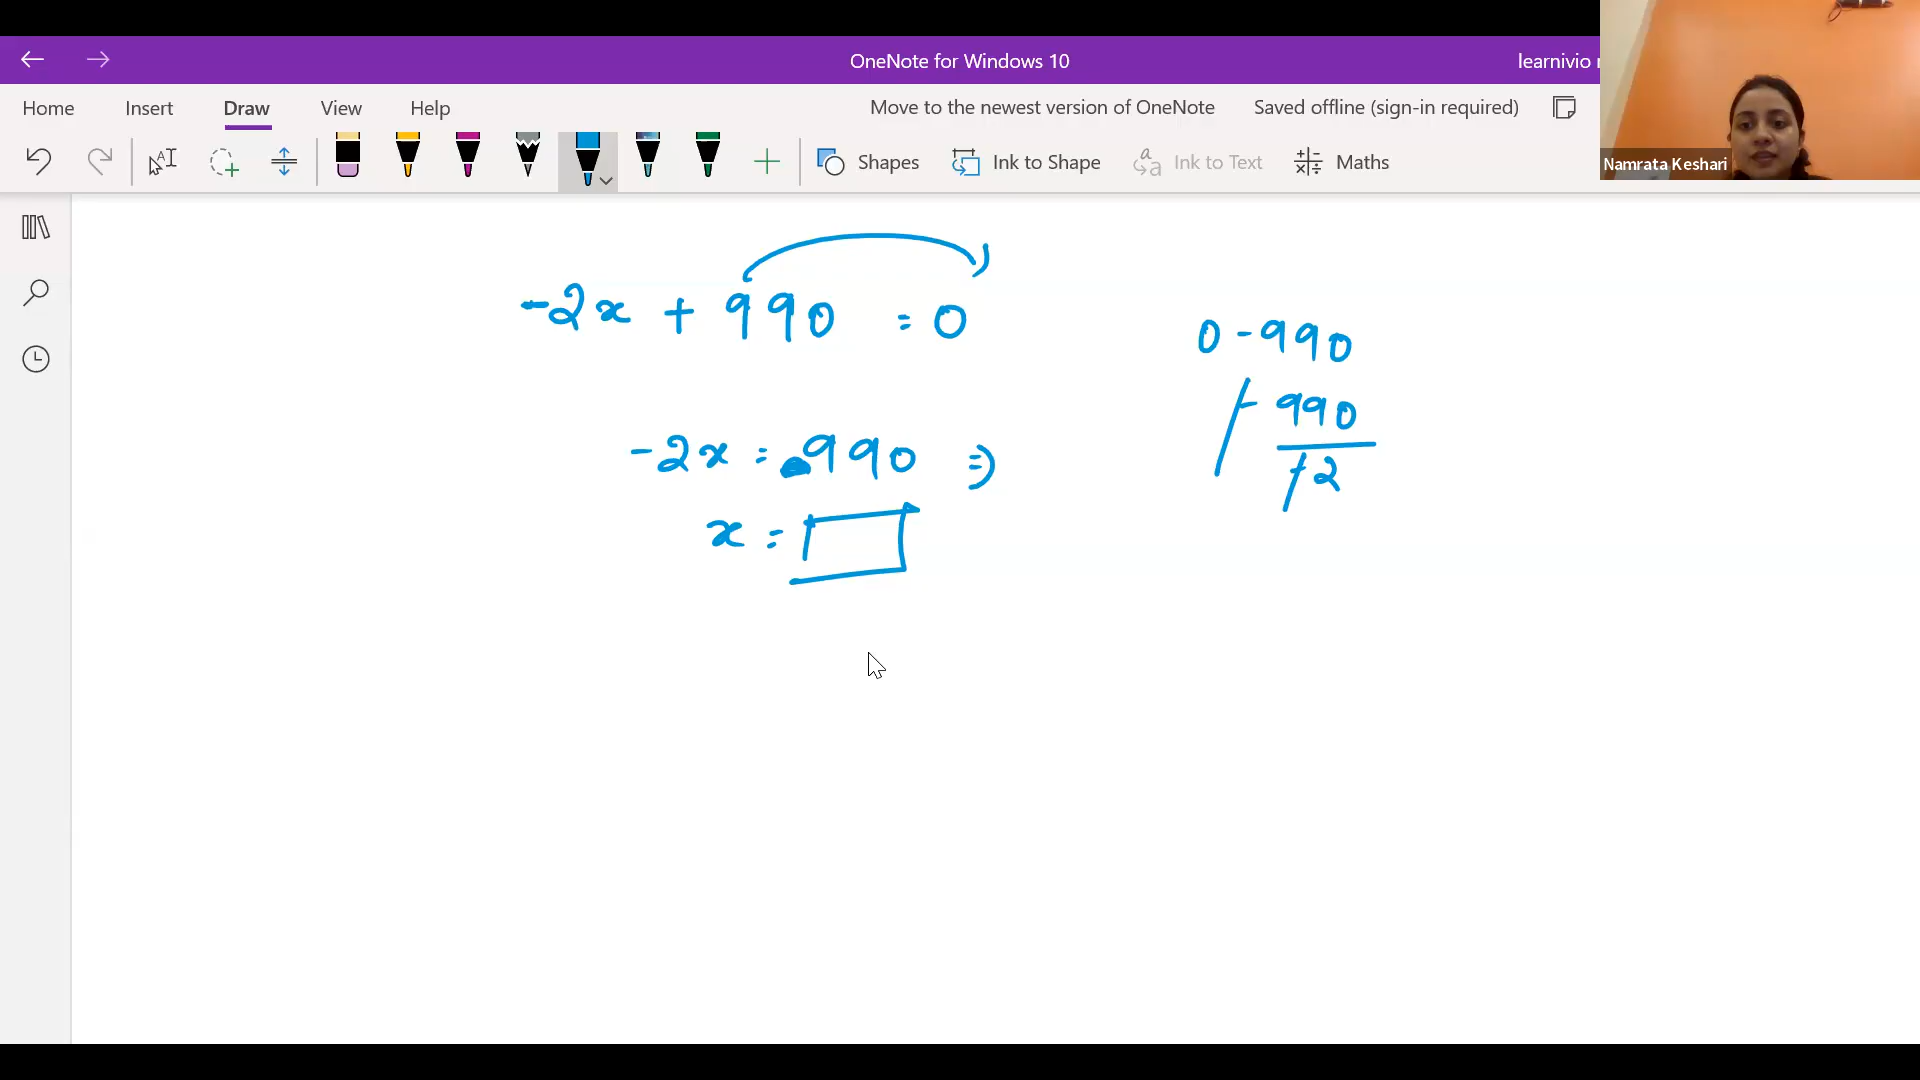 OneNote for Windows 10
learnivio
Home Insert Draw View Help
Move to the newest version of OneNote
Saved offline (sign-in required)
Shapes
Ink to Shape
Ink to Text
Maths
Namrata Keshari
-2x + 990 = 0
-2x = 990 ⇒
x =
0 - 990
- 990
-2